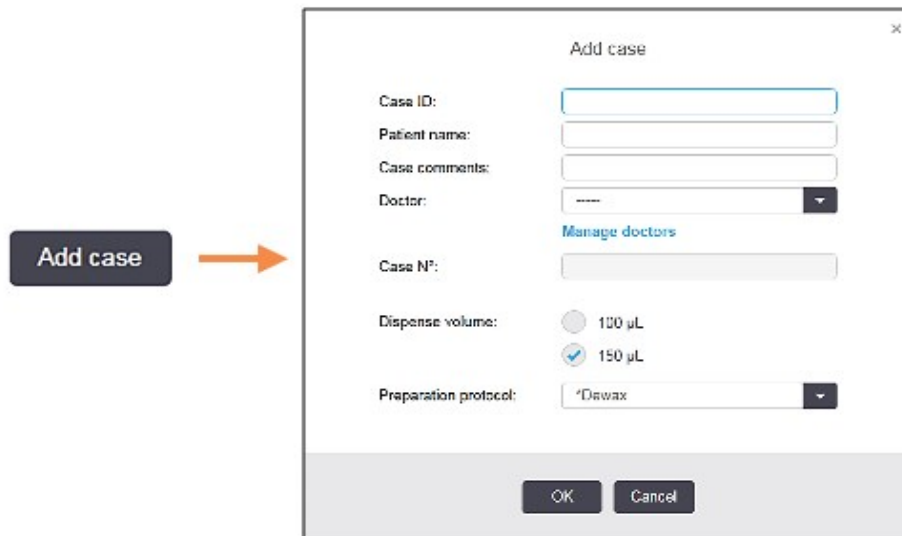 Add case
Add case
Case ID:
Patient name:
Case comments:
Doctor: -----
Manage doctors
Case N°:
Dispense volume: 100 µL
150 µL
Preparation protocol: *Dewax
OK Cancel